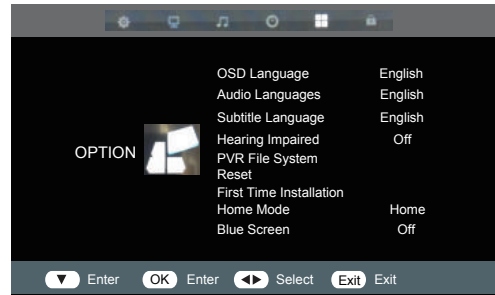 OSD Language English
Audio Languages English
Subtitle Language English
Hearing Impaired Off
OPTION
PVR File System
Reset
First Time Installation
Home Mode Home
Blue Screen Off
Enter OK Enter Select Exit Exit